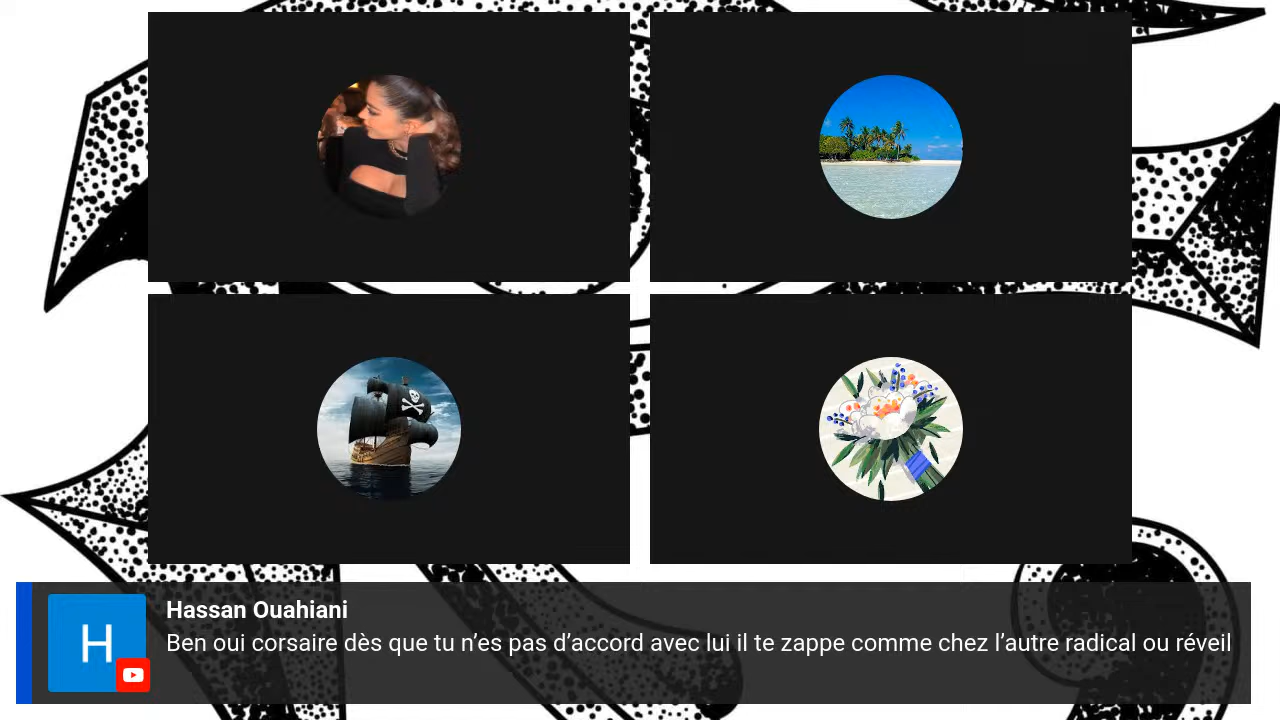 Hassan Ouahiani
Ben oui corsaire dès que tu n’es pas d’accord avec lui il te zappe comme chez l’autre radical ou réveil
H